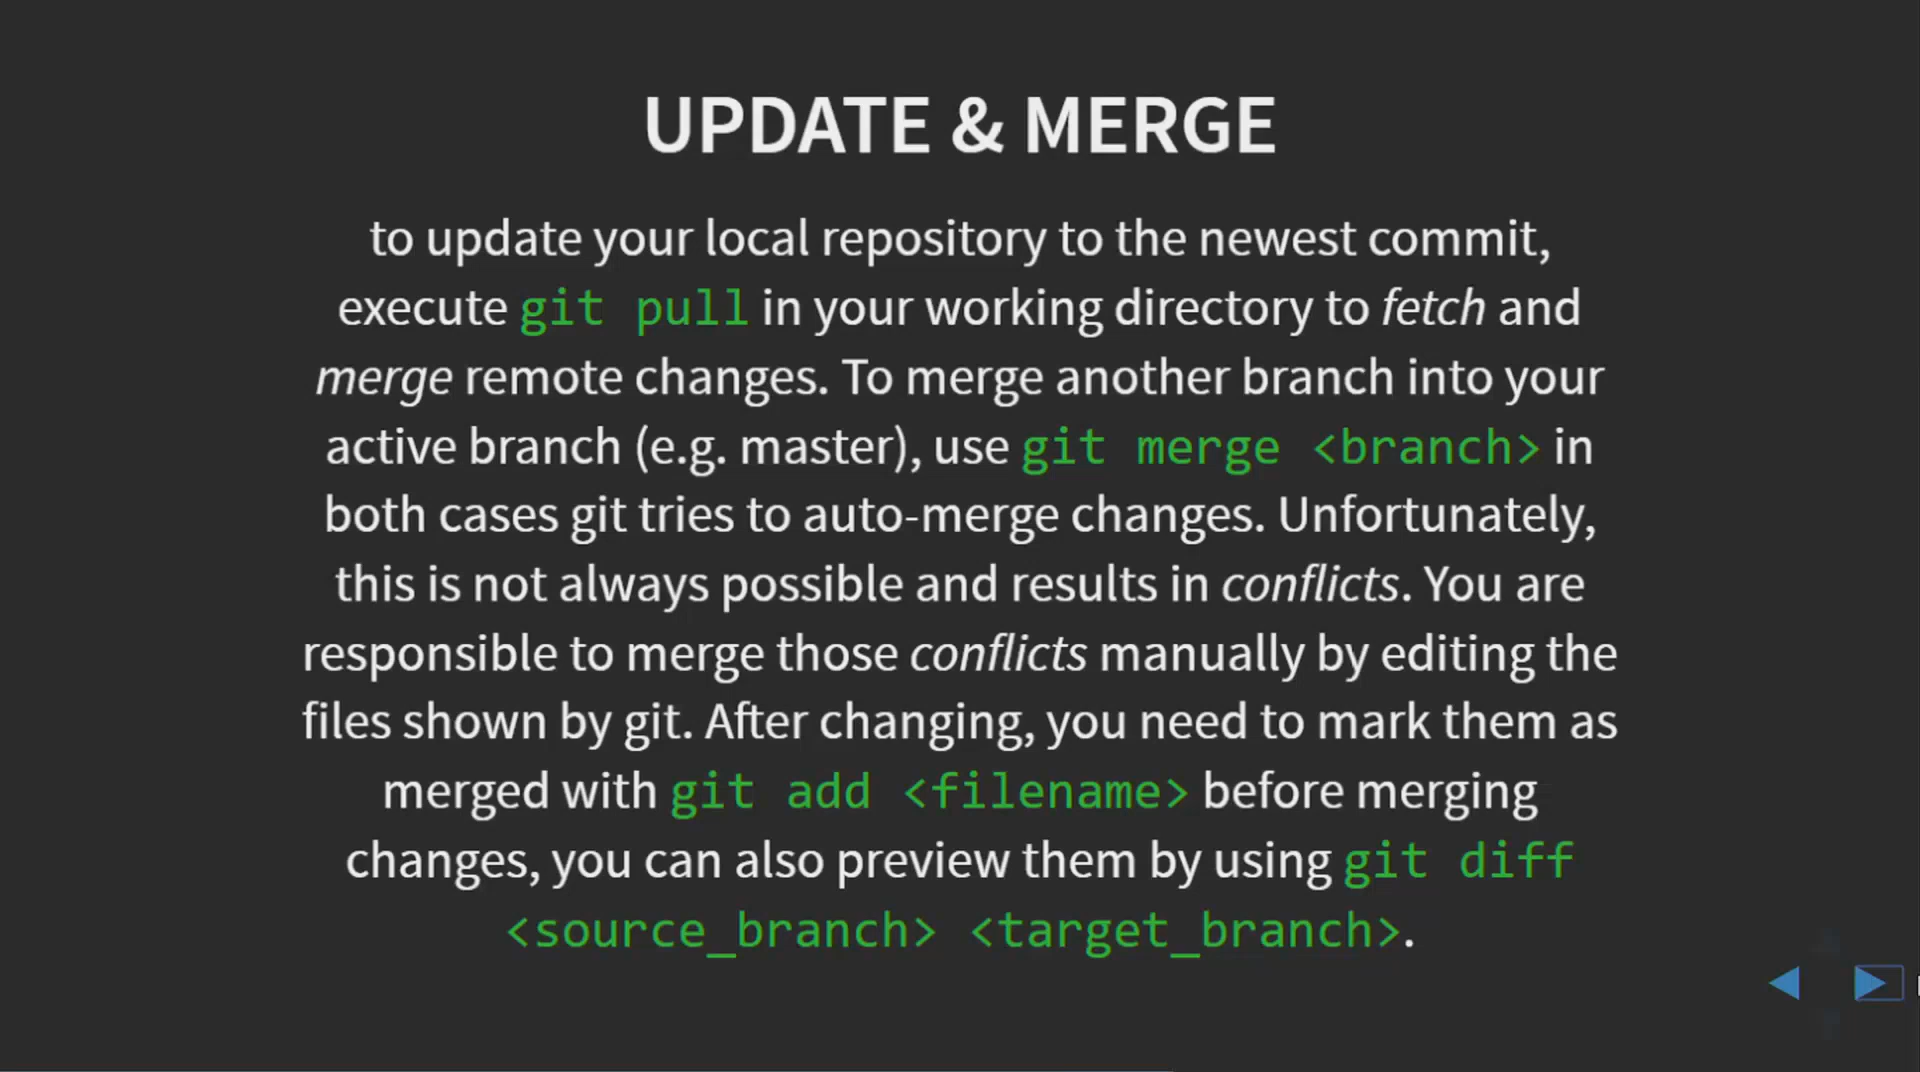 UPDATE & MERGE
to update your local repository to the newest commit,
execute git pull in your working directory to fetch and
merge remote changes. To merge another branch into your
active branch (e.g. master), use git merge <branch> in
both cases git tries to auto-merge changes. Unfortunately,
this is not always possible and results in conflicts. You are
responsible to merge those conflicts manually by editing the
files shown by git. After changing, you need to mark them as
merged with git add <filename> before merging
changes, you can also preview them by using git diff
<source_branch> <target_branch>.